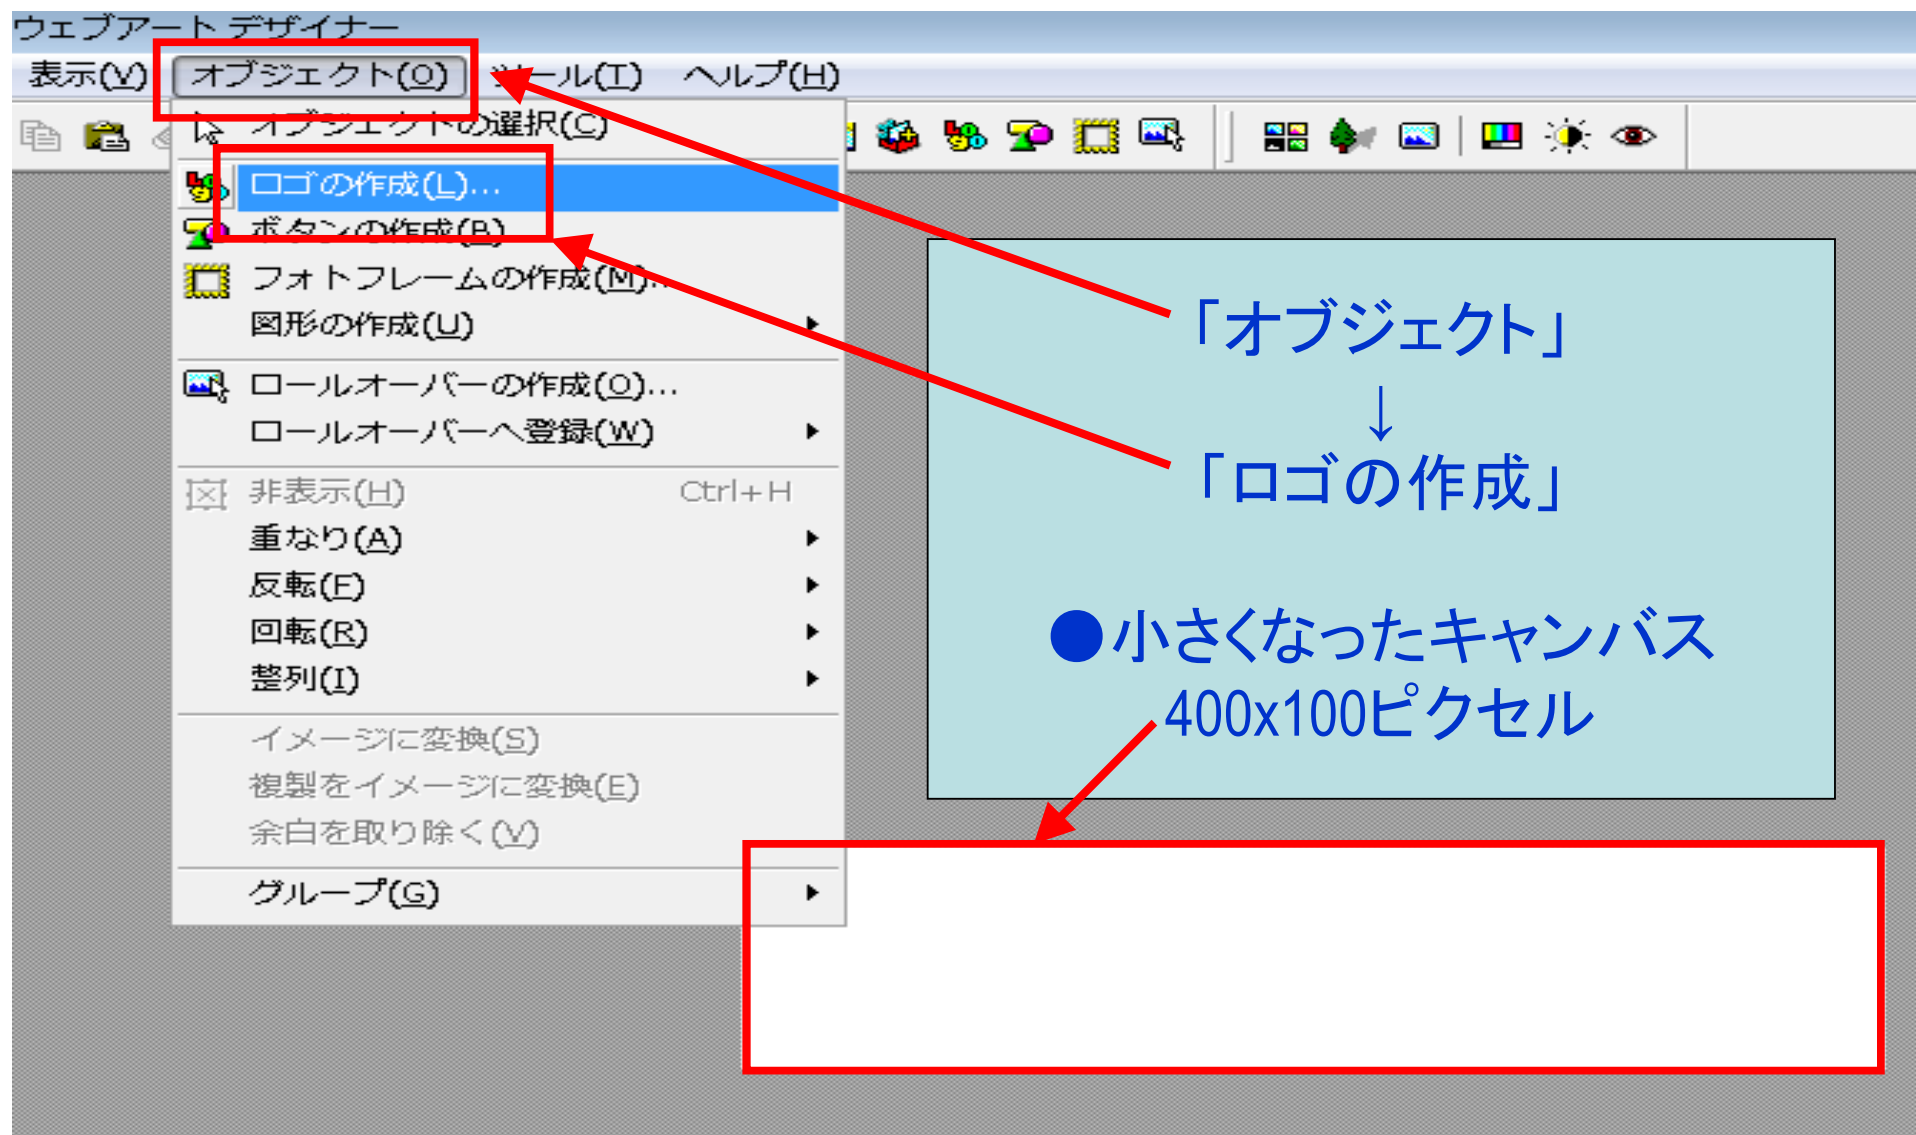 ウェブアート デザイナー
表示(V) オブジェクト(O) ツール(T) ヘルプ(H)
オブジェクトの選択(C)
ロゴの作成(L)...
ボタンの作成(B)
フォトフレームの作成(M)...
図形の作成(U)
ロールオーバーの作成(O)...
ロールオーバーへ登録(W)
非表示(H) Ctrl+H
重なり(A)
反転(F)
回転(R)
整列(I)
イメージに変換(S)
複製をイメージに変換(E)
余白を取り除く(V)
グループ(G)
「オブジェクト」
↓
「ロゴの作成」
●小さくなったキャンバス
400x100ピクセル